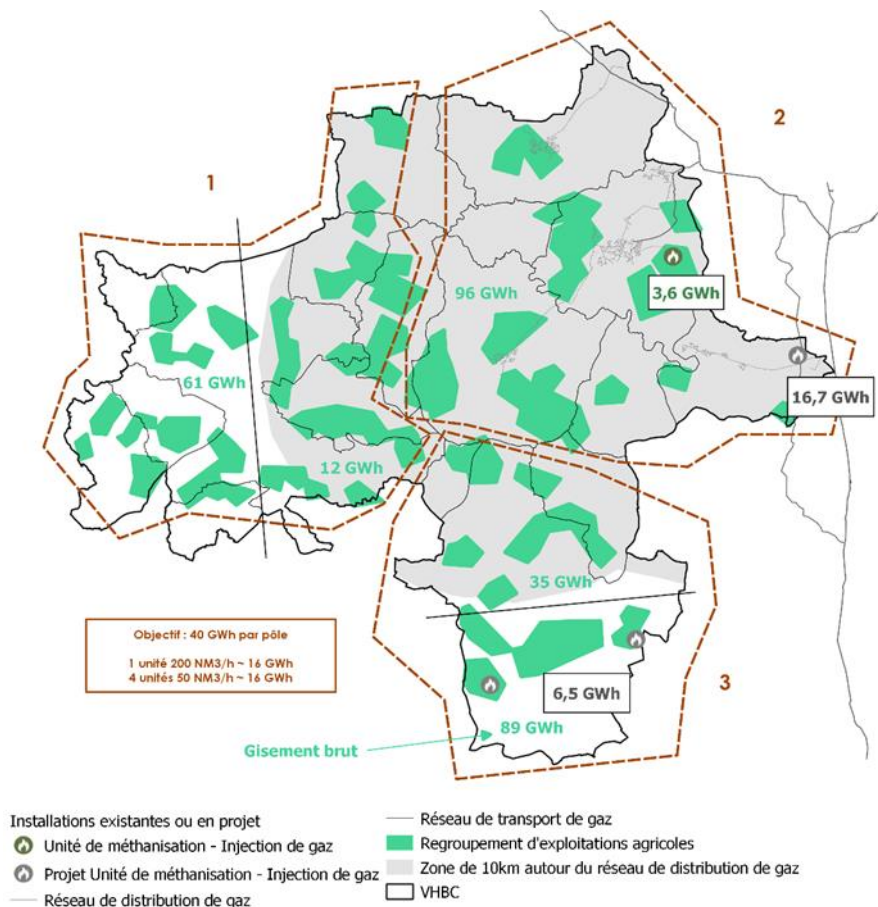 2
1
96 GWh
3,6 GWh
61 GWh
16,7 GWh
12 GWh
35 GWh
Objectif : 40 GWh par pôle
1 unité 200 NM3/h ~ 16 GWh
4 unités 50 NM3/h ~ 16 GWh
3
6,5 GWh
89 GWh
Gisement brut
Installations existantes ou en projet
Unité de méthanisation - Injection de gaz
Projet Unité de méthanisation - Injection de gaz
Réseau de distribution de gaz
Réseau de transport de gaz
Regroupement d'exploitations agricoles
Zone de 10km autour du réseau de distribution de gaz
VHBC